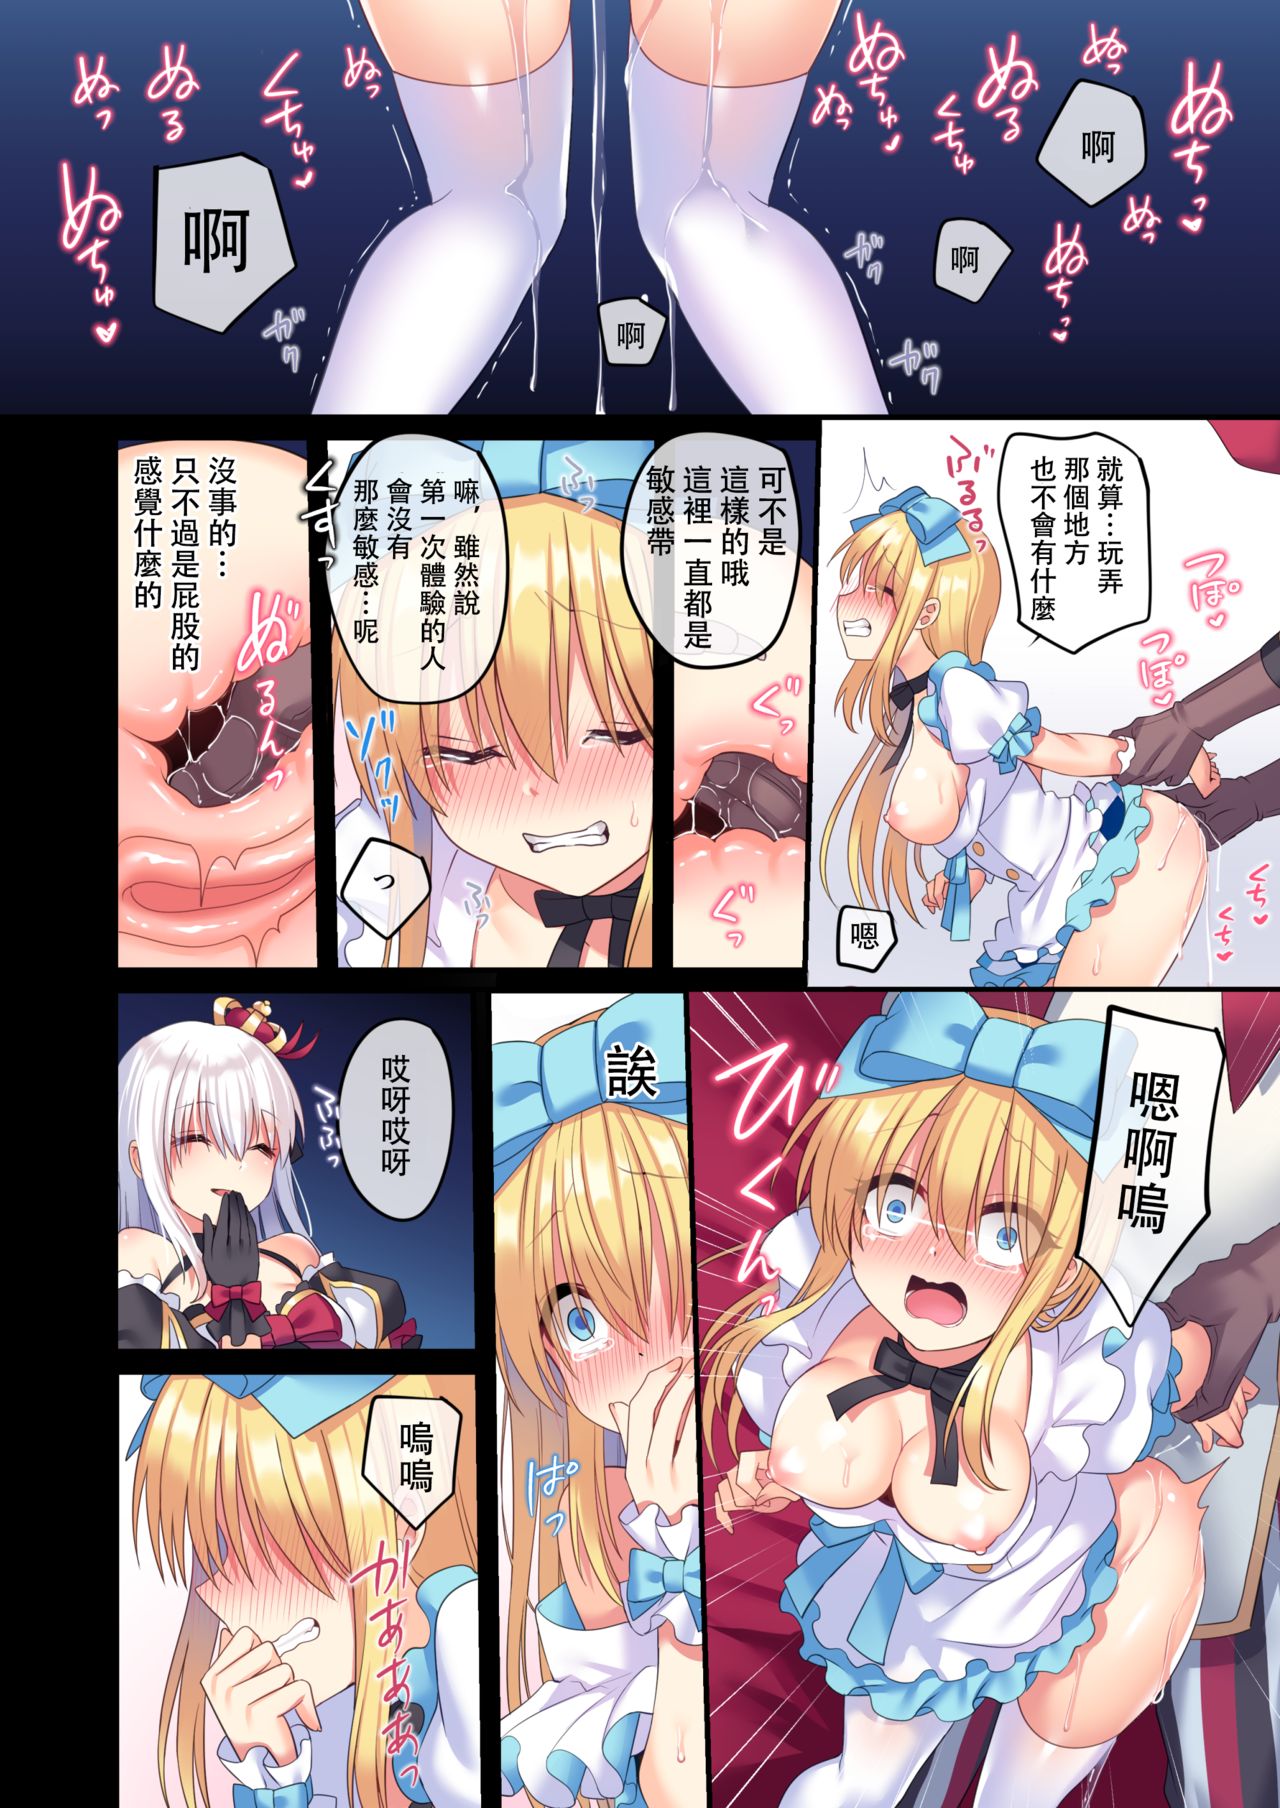 ぬちっ♡
ぬっ
啊
ぬちっ♡
ぬる
くちゅ
啊
ぬちゅ♡
ぬっ
ぬっ
ガク
ガク
啊
ぬっ
くちゅ♡
ぬる
ぬっ
啊
ぬちゅ♡
ガク
就算…玩弄
那個地方
也不會有什麼
ぶるるっ
つぽ°♡
つぽ°♡
くち♡
くち♡
嗯
可不是
這樣的哦
這裡一直都是
敏感帶
ぐっ
ぐっ
ふっ
嘛，雖然說
第一次體驗的人
會沒有
那麼敏感…呢
くすっ
ゾクゾクッ
っ
ふっ
沒事的…
只不過是屁股的
感覺什麼的
ぬるんっ
嗯啊嗚
びくんっ
誒
ぱっ
哎呀哎呀
ふふっ
嗚嗚
かあああぁっ